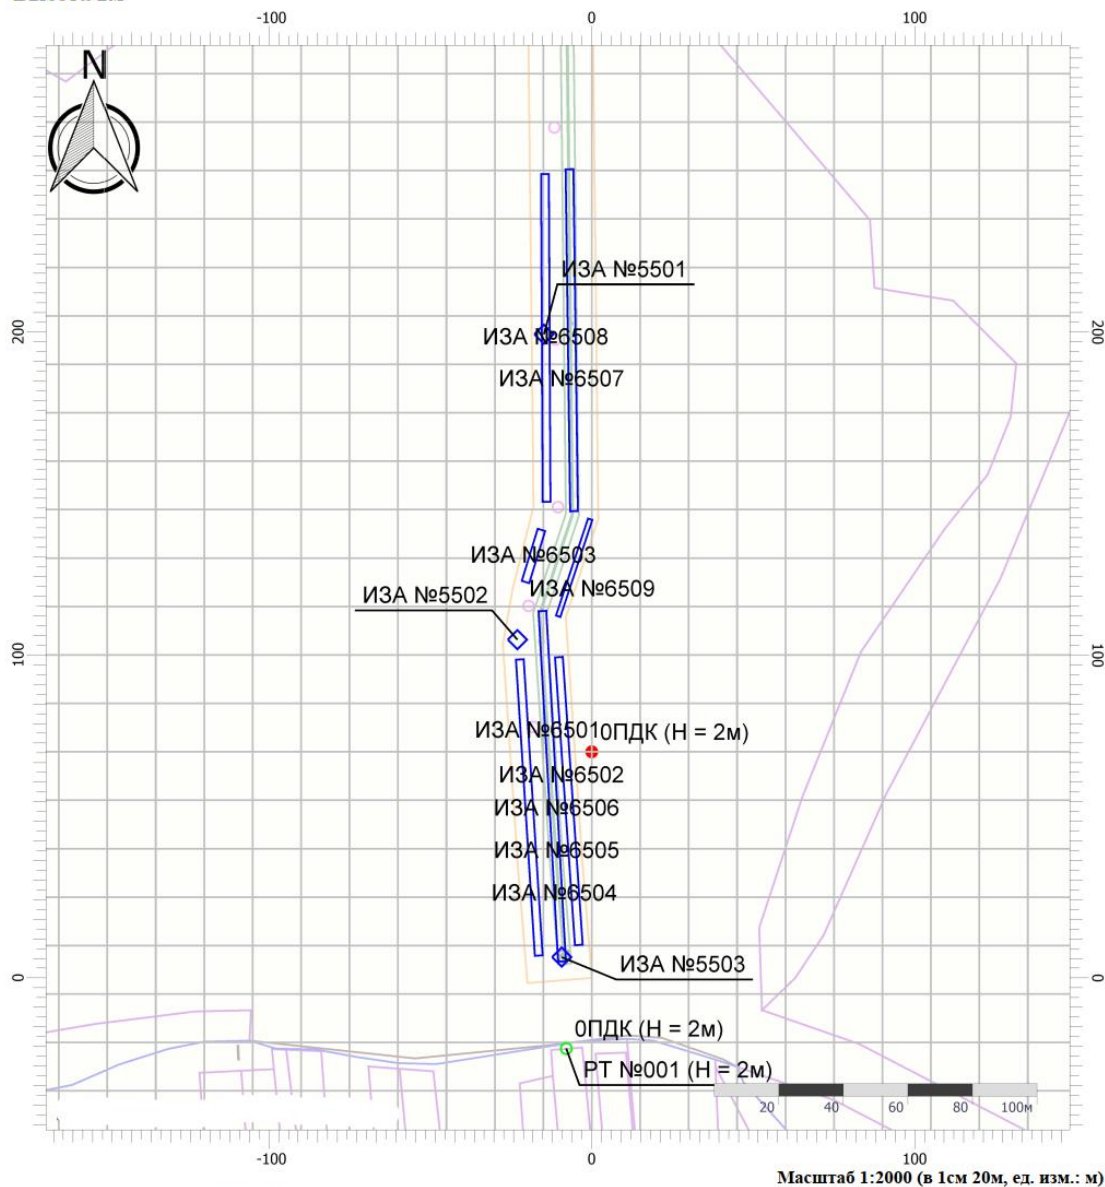 -100 0 100
N
ИЗА №5501
200 200
ИЗА №6508
ИЗА №6507
ИЗА №6503
ИЗА №6509
ИЗА №5502
100 100
ИЗА №6501
0ПДК (H = 2м)
ИЗА №6502
ИЗА №6506
ИЗА №6505
ИЗА №6504
ИЗА №5503
0 0
0ПДК (H = 2м)
РТ №001 (H = 2м)
20 40 60 80 100м
-100 0 100
Масштаб 1:2000 (в 1см 20м, ед. изм.: м)